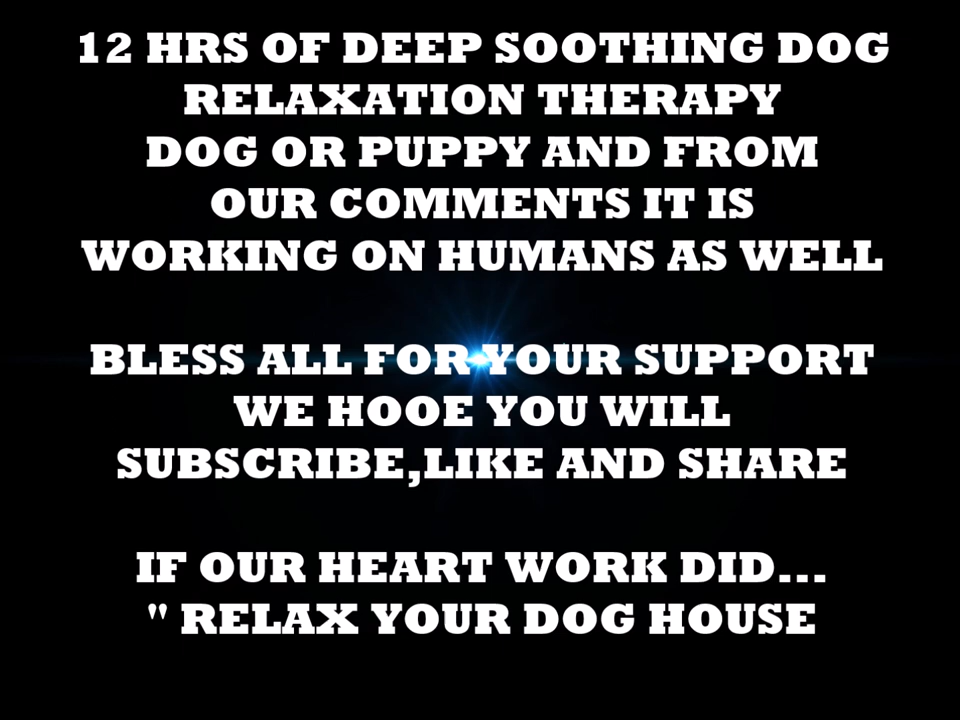 12 HRS OF DEEP SOOTHING DOG
RELAXATION THERAPY
DOG OR PUPPY AND FROM
OUR COMMENTS IT IS
WORKING ON HUMANS AS WELL
BLESS ALL FOR YOUR SUPPORT
WE HOOE YOU WILL
SUBSCRIBE,LIKE AND SHARE
IF OUR HEART WORK DID...
" RELAX YOUR DOG HOUSE